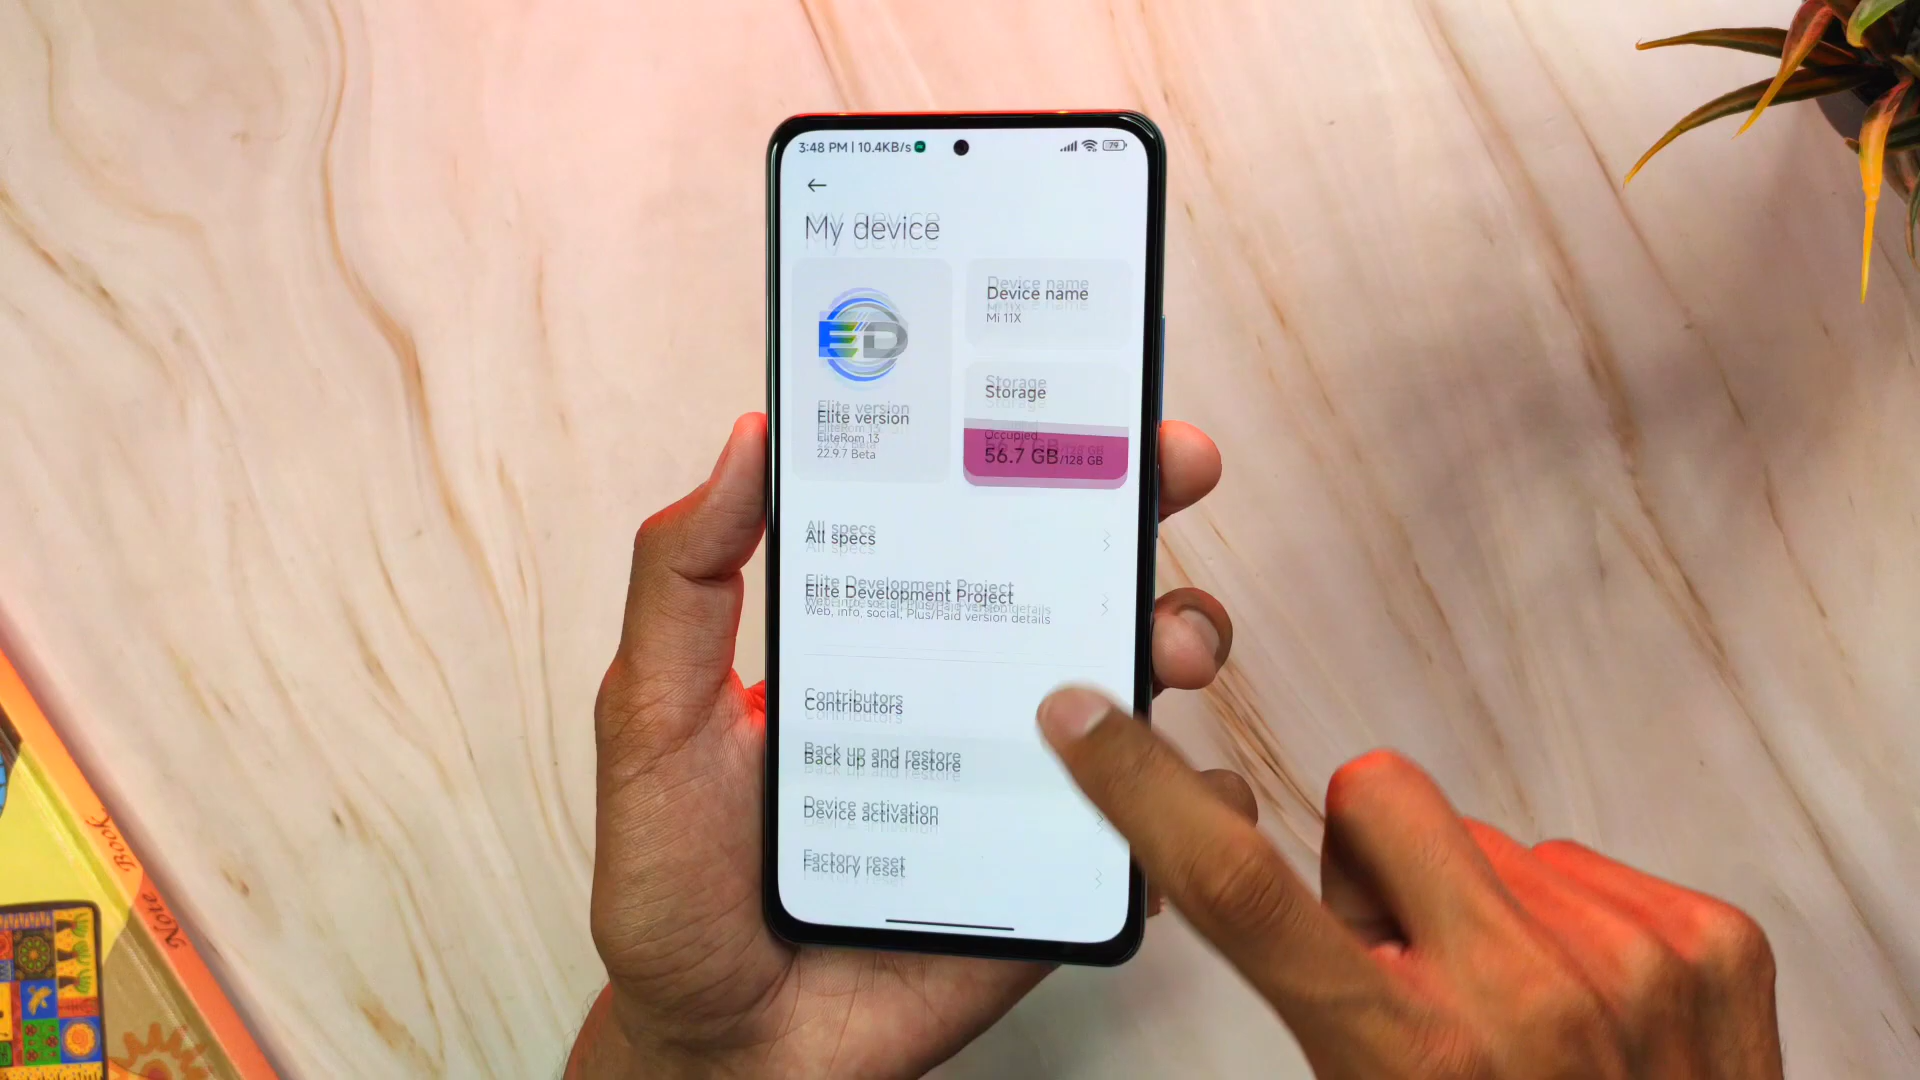 3:48 PM | 10.4KB/s
79
My device
ED
Elite version
EliteRom 13
22.9.7 Beta
Device name
Mi 11X
Storage
Occupied
56.7 GB/128 GB
All specs
Elite Development Project
Web, info, social, Plus/Paid version details
Contributors
Back up and restore
Device activation
Factory reset
Note Book